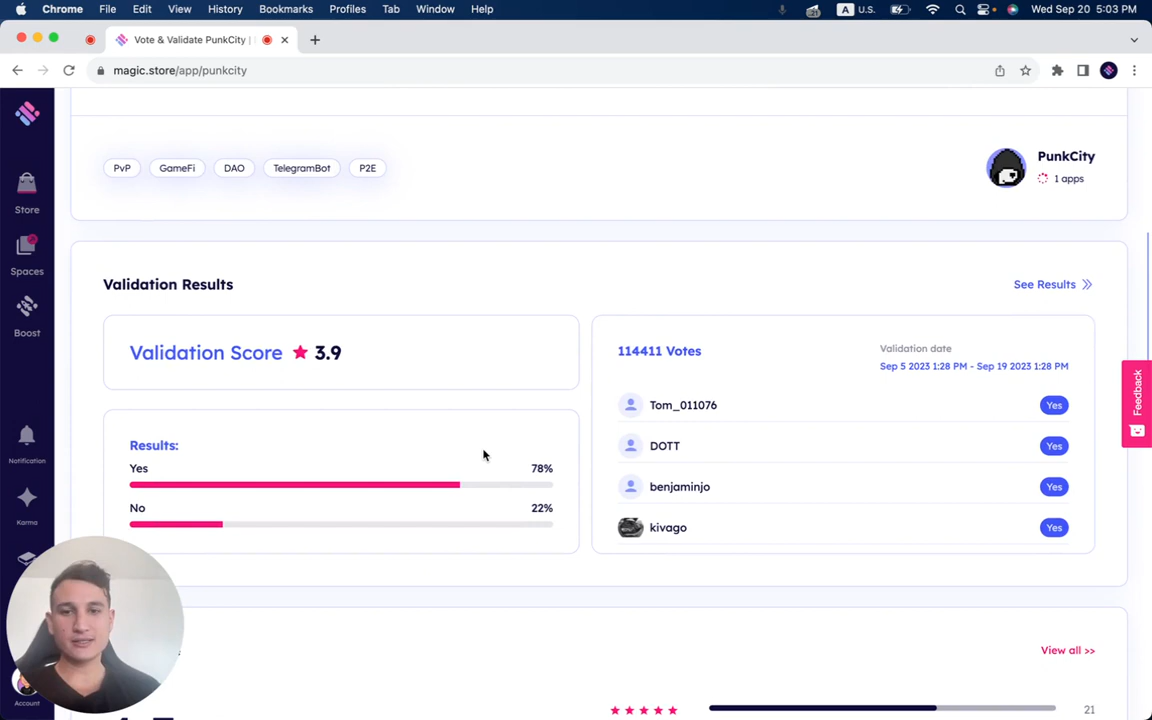 Chrome File Edit View History Bookmarks Profiles Tab Window Help A U.S. Wed Sep 20 5:03 PM
Vote & Validate PunkCity |
magic.store/app/punkcity
PvP GameFi DAO TelegramBot P2E
PunkCity
1 apps
Store
Spaces
Boost
Notification
Karma
Account
Validation Results
See Results
Validation Score 3.9
Results:
Yes 78%
No 22%
114411 Votes
Validation date
Sep 5 2023 1:28 PM - Sep 19 2023 1:28 PM
Tom_011076 Yes
DOTT Yes
benjaminjo Yes
kivago Yes
Feedback
View all >>
21